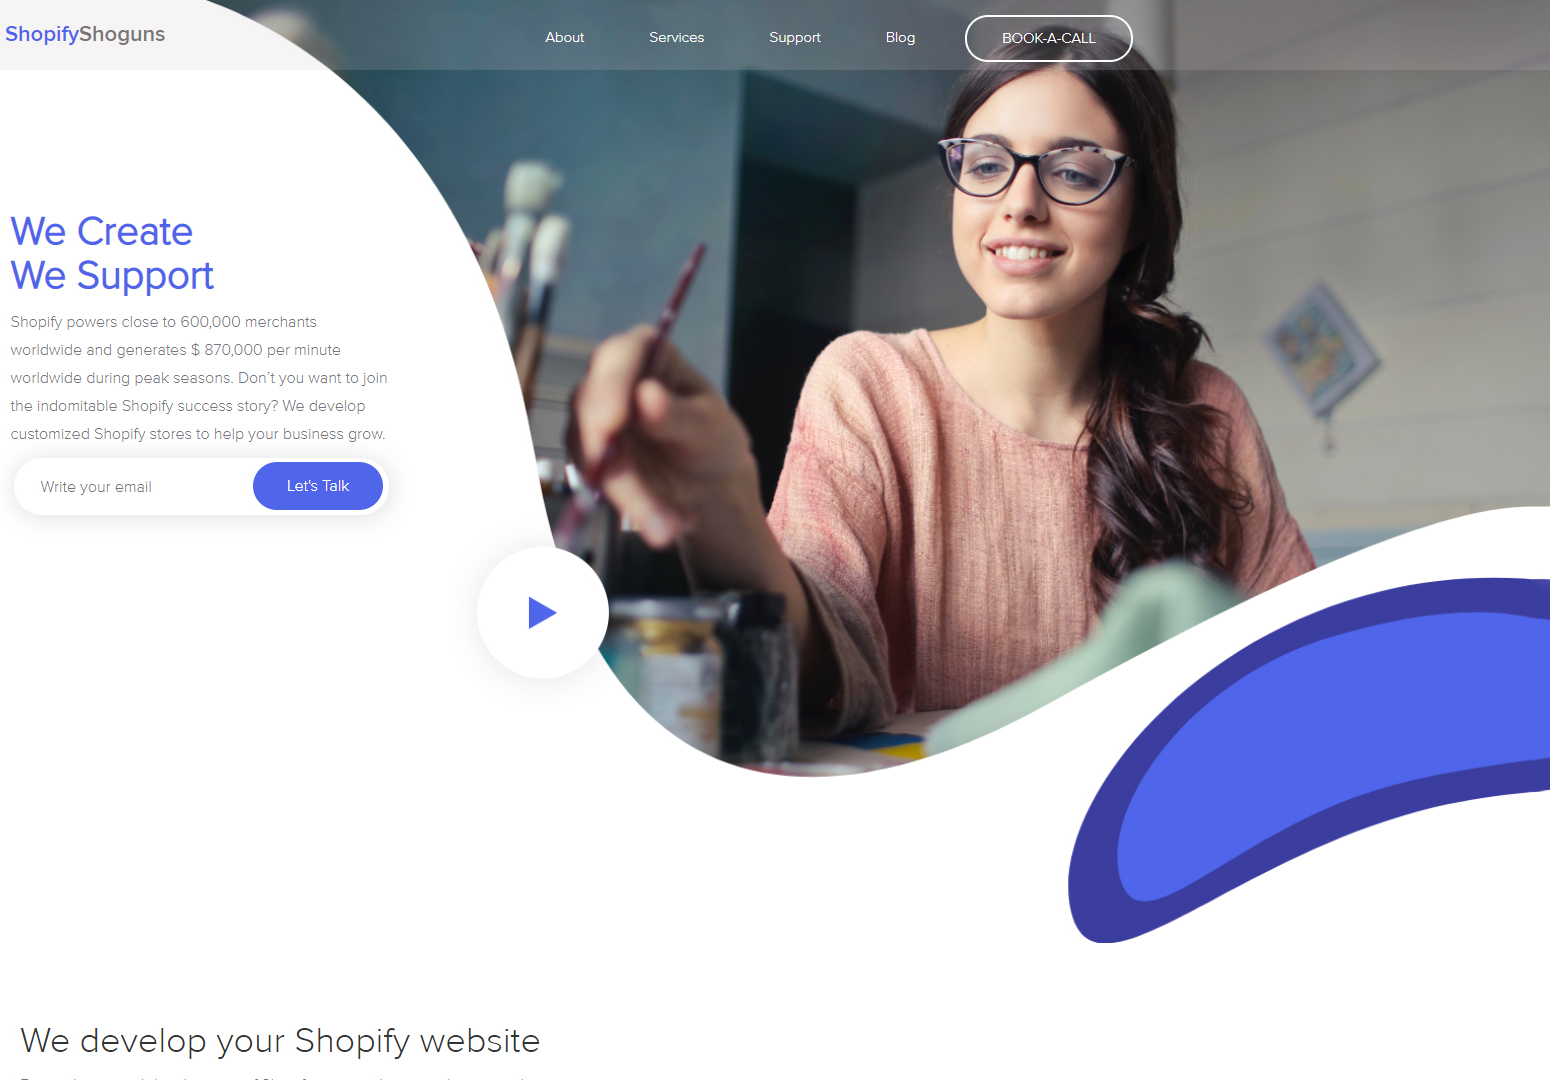 ShopifyShoguns
About Services Support Blog BOOK-A-CALL
We Create
We Support
Shopify powers close to 600,000 merchants
worldwide and generates $ 870,000 per minute
worldwide during peak seasons. Don't you want to join
the indomitable Shopify success story? We develop
customized Shopify stores to help your business grow.
Write your email Let's Talk
We develop your Shopify website